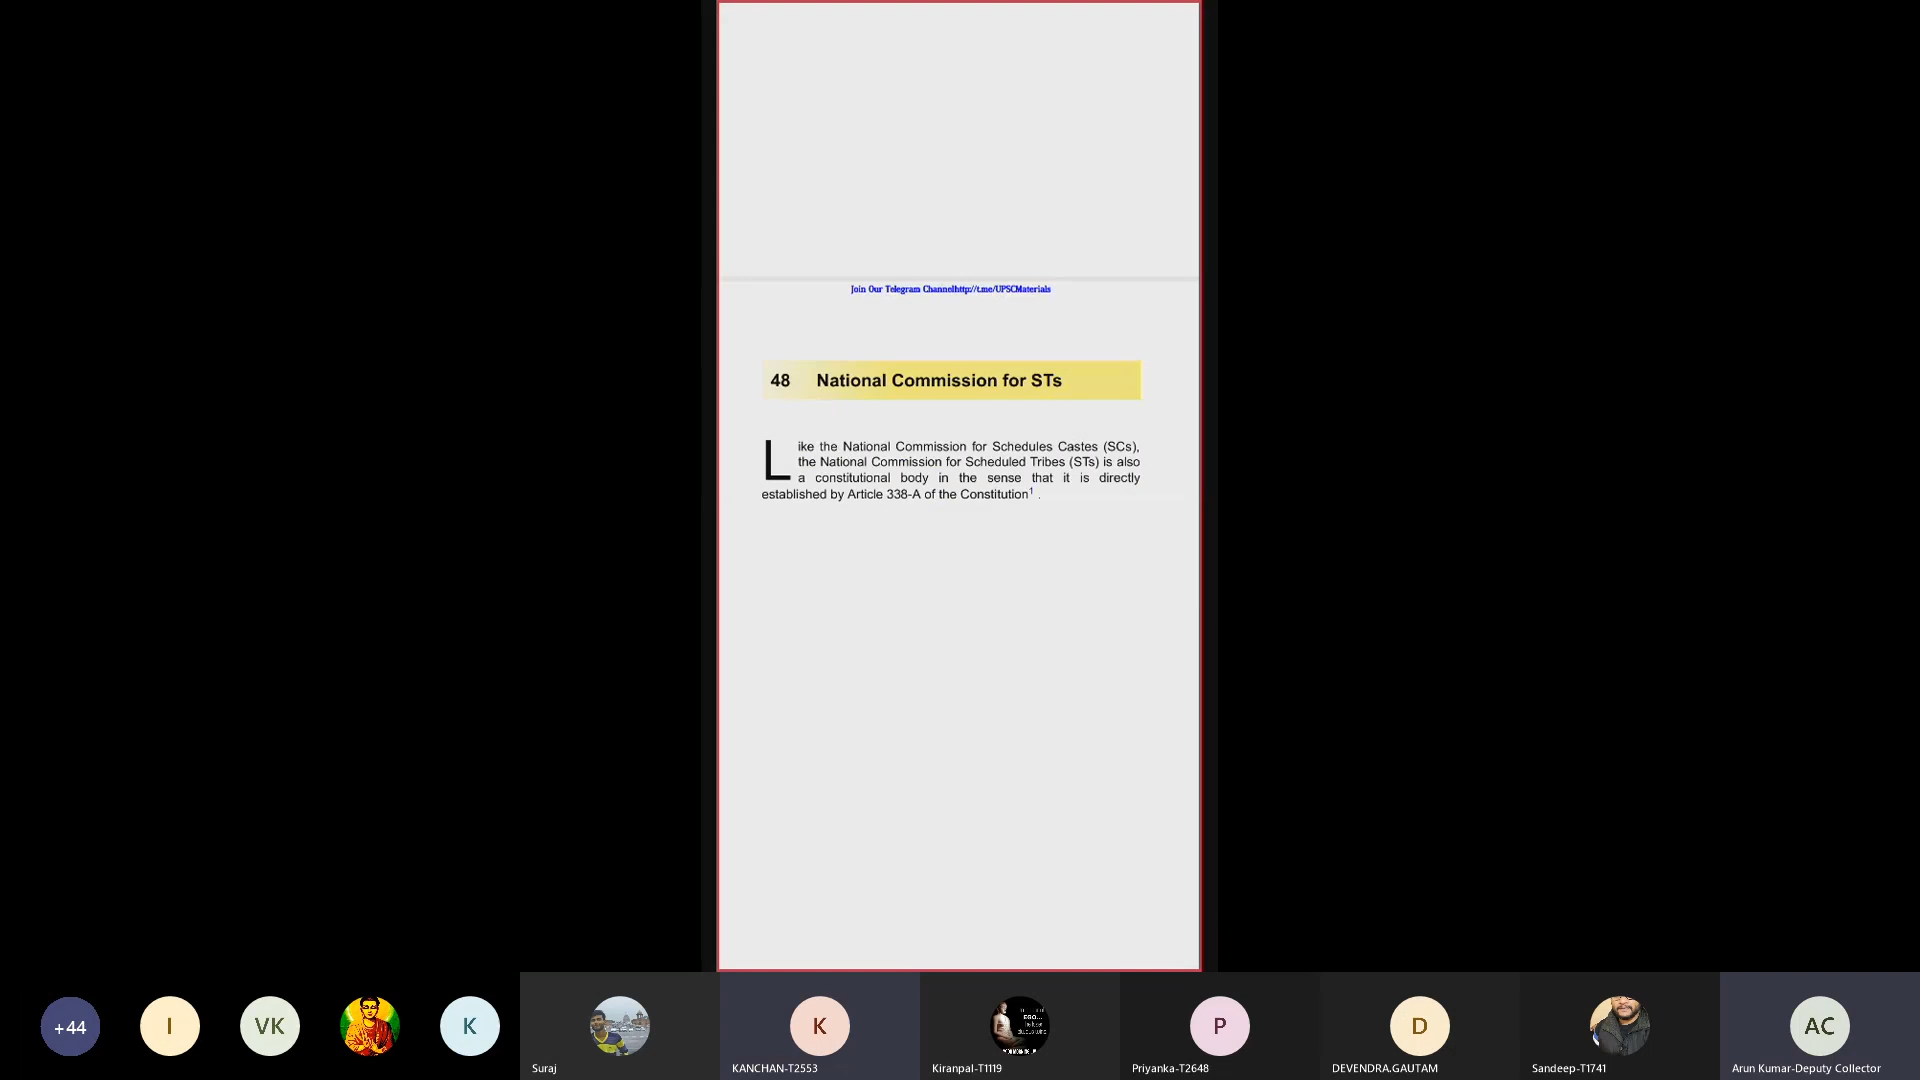 Join Our Telegram Channelhttp://t.me/UPSCMaterials
48 National Commission for STs
Like the National Commission for Schedules Castes (SCs),
the National Commission for Scheduled Tribes (STs) is also
a constitutional body in the sense that it is directly
established by Article 338-A of the Constitution1 .
+44
I
VK
K
K
EGO...
P
D
AC
Suraj
KANCHAN-T2553
Kiranpal-T1119
Priyanka-T2648
DEVENDRA.GAUTAM
Sandeep-T1741
Arun Kumar-Deputy Collector